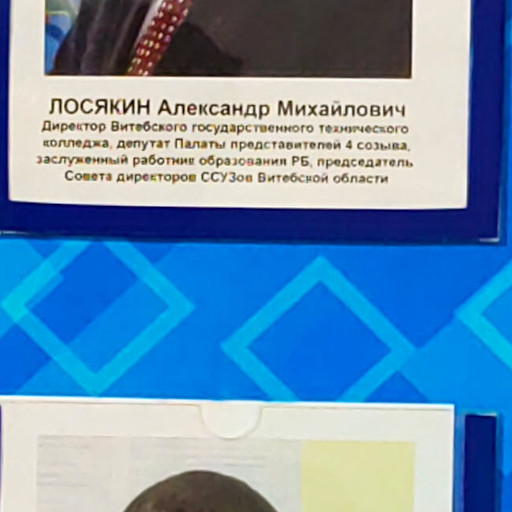 ЛОСЯКИН Александр Михайлович
Директор Витебского государственного технического
колледжа, депутат Палаты представителей 4 созыва,
заслуженный работник образования РБ, председатель
Совета директоров ССУЗов Витебской области